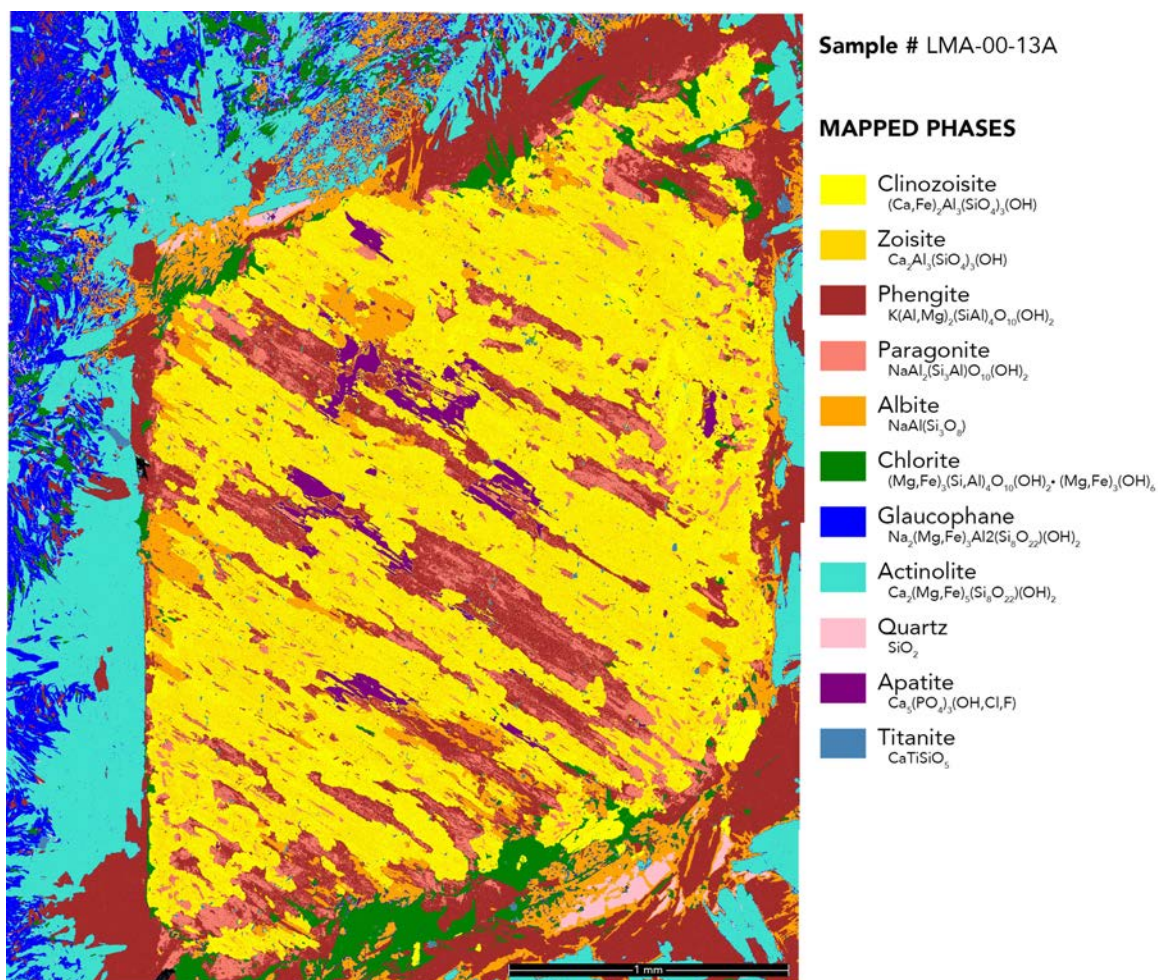 Sample # LMA-00-13A
MAPPED PHASES
Clinozoisite
(Ca,Fe)₂Al₃(SiO₄)₃(OH)
Zoisite
Ca₂Al₃(SiO₄)₃(OH)
Phengite
K(Al,Mg)₂(SiAl)₄O₁₀(OH)₂
Paragonite
NaAl₂(Si₃Al)O₁₀(OH)₂
Albite
NaAl(Si₃O₈)
Chlorite
(Mg,Fe)₃(Si,Al)₄O₁₀(OH)₂• (Mg,Fe)₃(OH)₆
Glaucophane
Na₂(Mg,Fe)₃Al2(Si₈O₂₂)(OH)₂
Actinolite
Ca₂(Mg,Fe)₅(Si₈O₂₂)(OH)₂
Quartz
SiO₂
Apatite
Ca₅(PO₄)₃(OH,Cl,F)
Titanite
CaTiSiO₅
1 mm